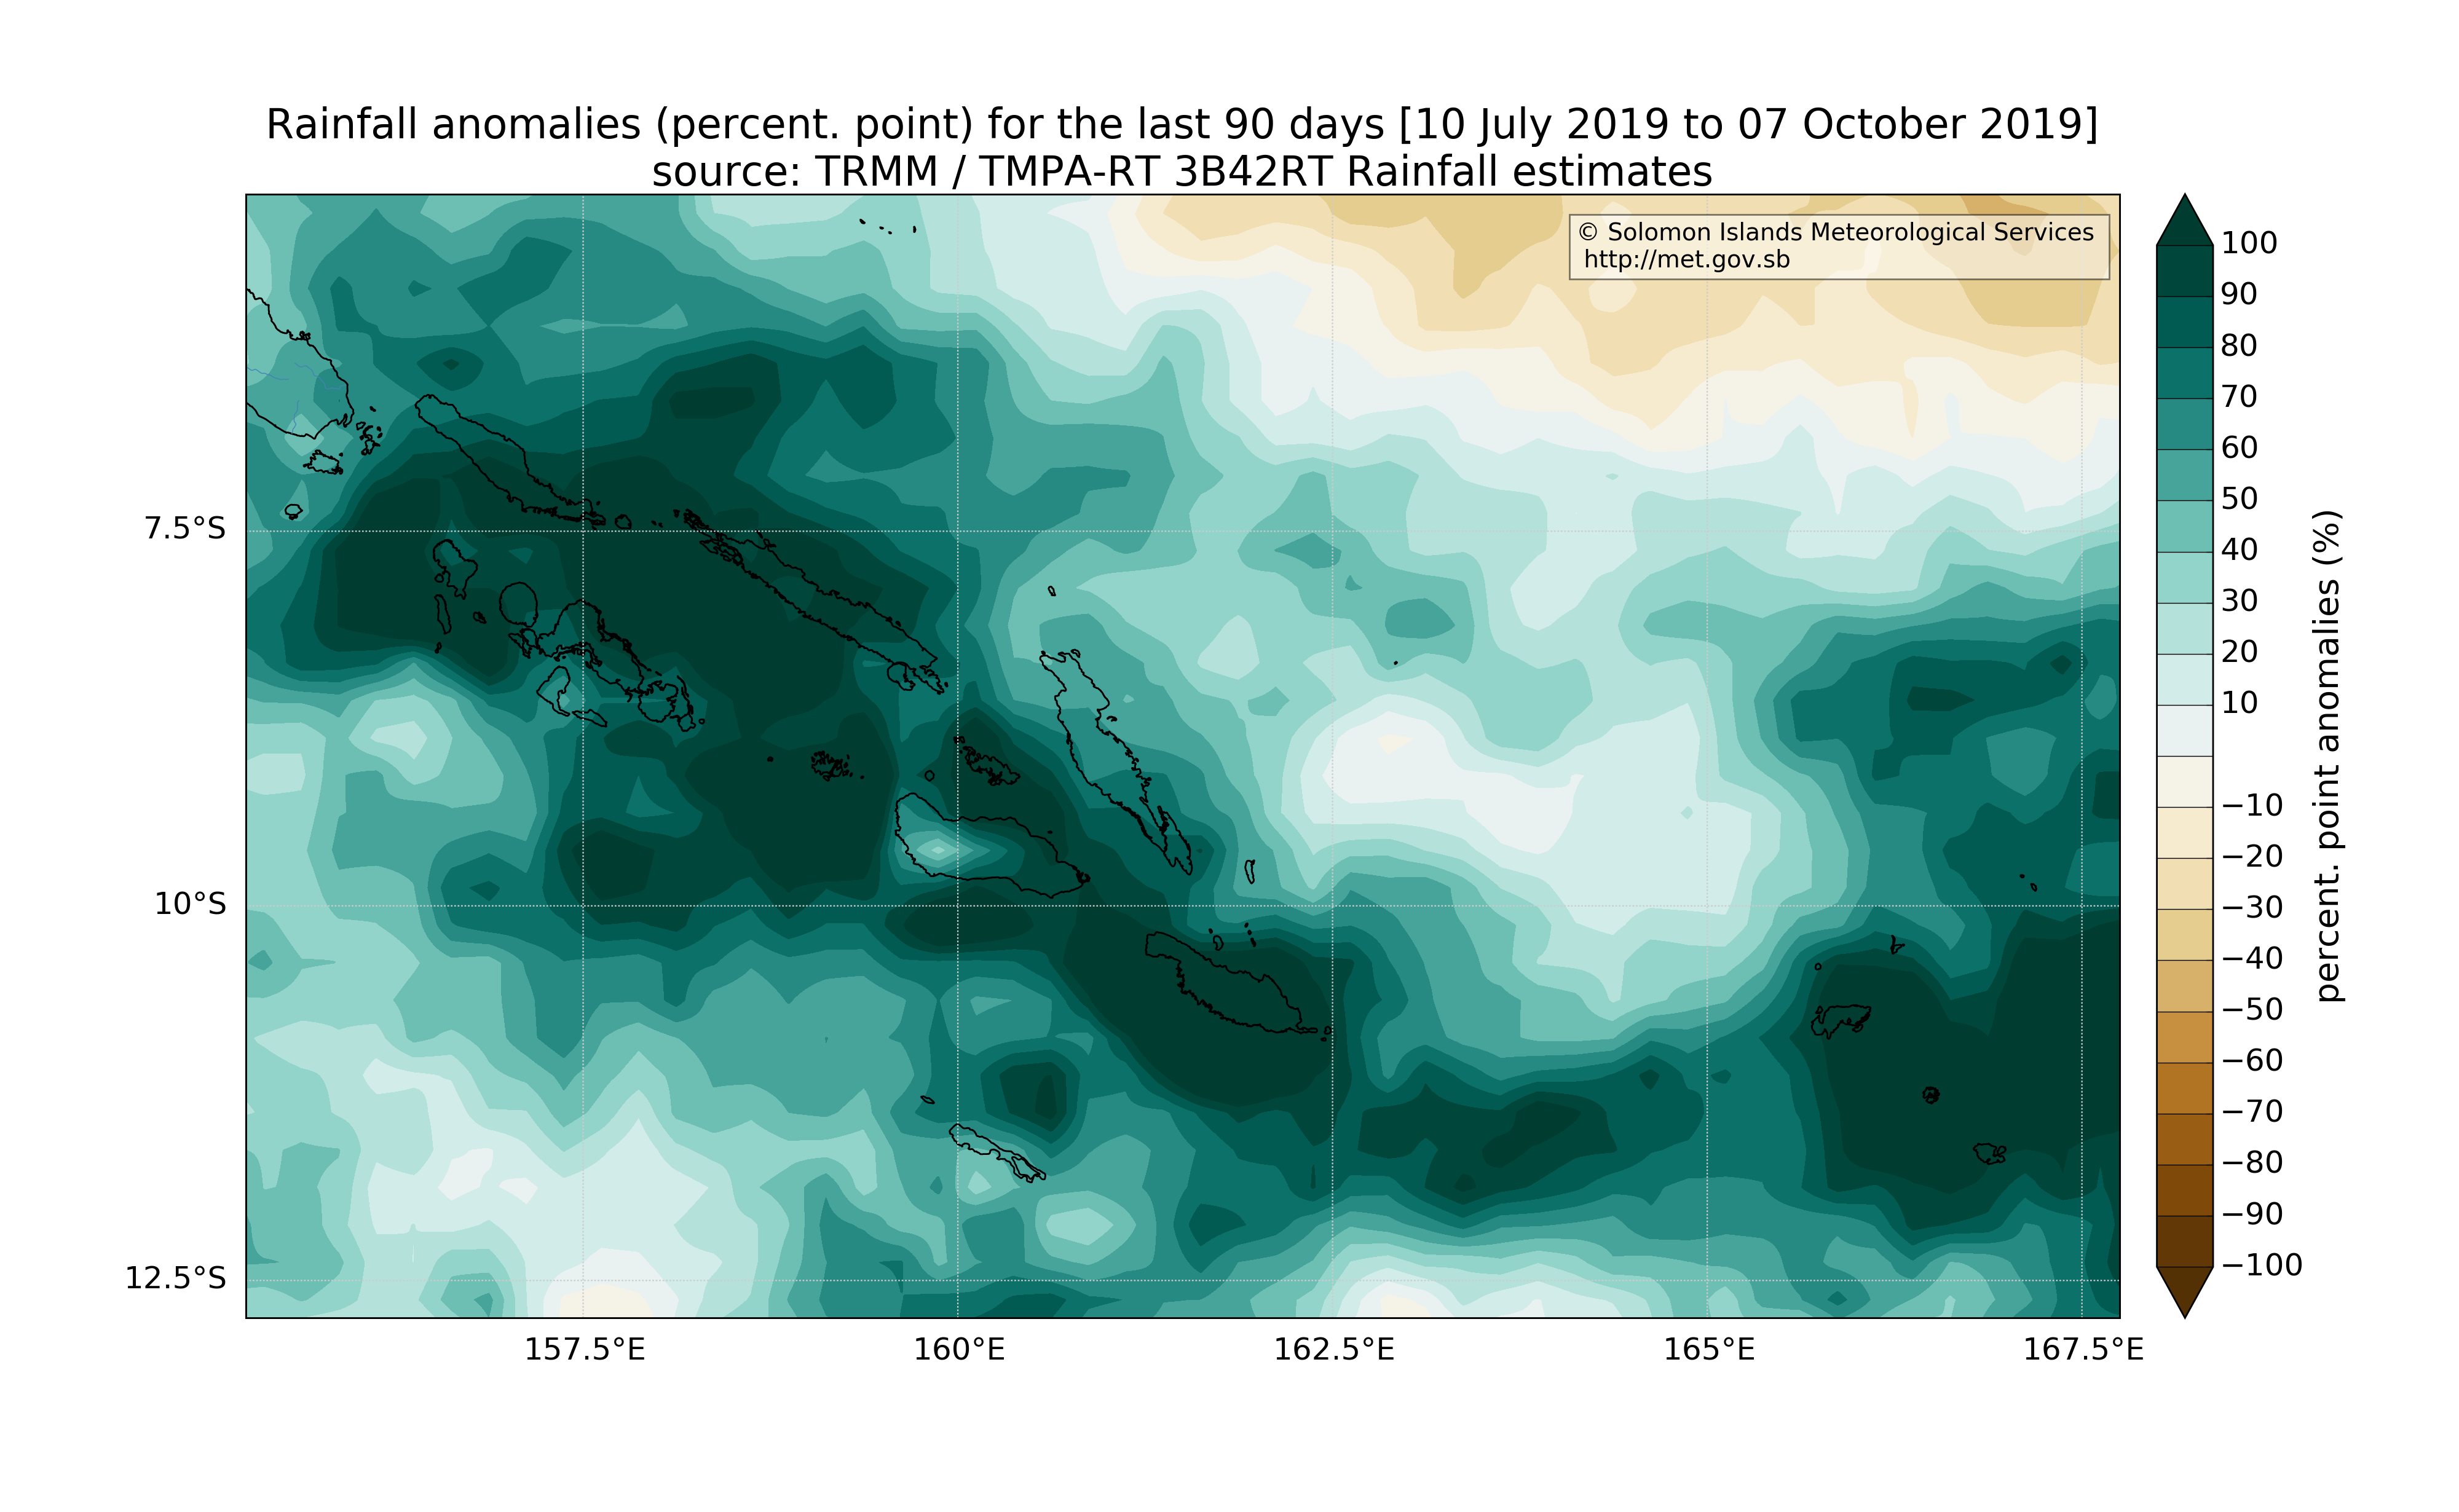 Rainfall anomalies (percent. point) for the last 90 days [10 July 2019 to 07 October 2019]
source: TRMM / TMPA-RT 3B42RT Rainfall estimates
© Solomon Islands Meteorological Services
http://met.gov.sb
7.5°S
10°S
12.5°S
157.5°E
160°E
162.5°E
165°E
167.5°E
100
90
80
70
60
50
40
30
20
10
−10
−20
−30
−40
−50
−60
−70
−80
−90
−100
percent. point anomalies (%)